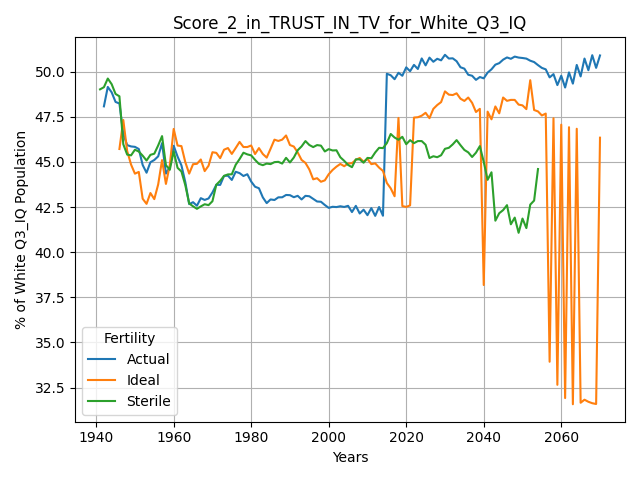 Score_2_in_TRUST_IN_TV_for_White_Q3_IQ
% of White Q3_IQ Population
50.0
47.5
45.0
42.5
40.0
37.5
35.0
32.5
Fertility
Actual
Ideal
Sterile
1940 1960 1980 2000 2020 2040 2060
Years